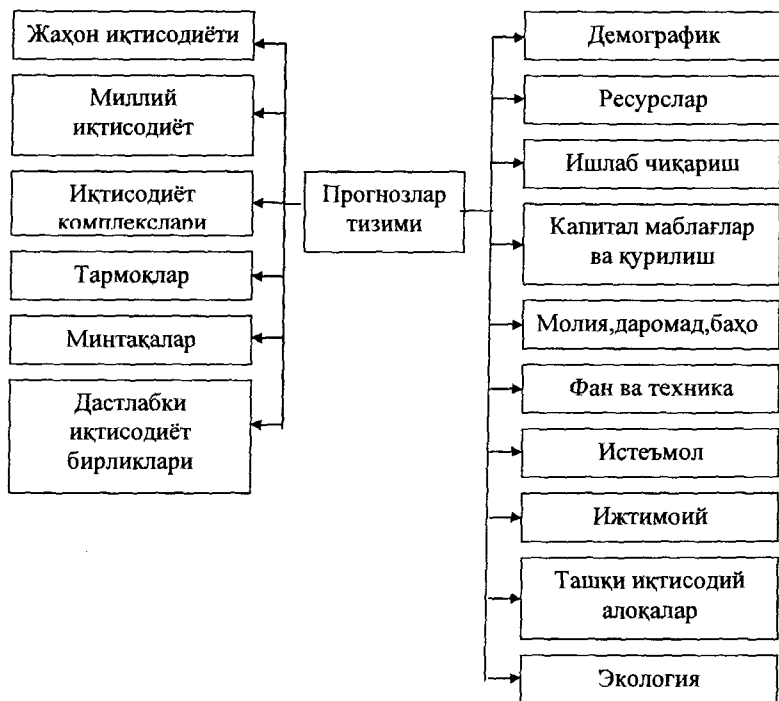 Жаҳон иқтисодиёти
Миллий
иқтисодиёт
Иқтисодиёт
комплекслари
Тармоқлар
Минтақалар
Дастлабки
иқтисодиёт
бирликлари
Прогнозлар
тизими
Демографик
Ресурслар
Ишлаб чиқариш
Капитал маблағлар
ва қурилиш
Молия,даромад,баҳо
Фан ва техника
Истеъмол
Ижтимоий
Ташқи иқтисодий
алоқалар
Экология